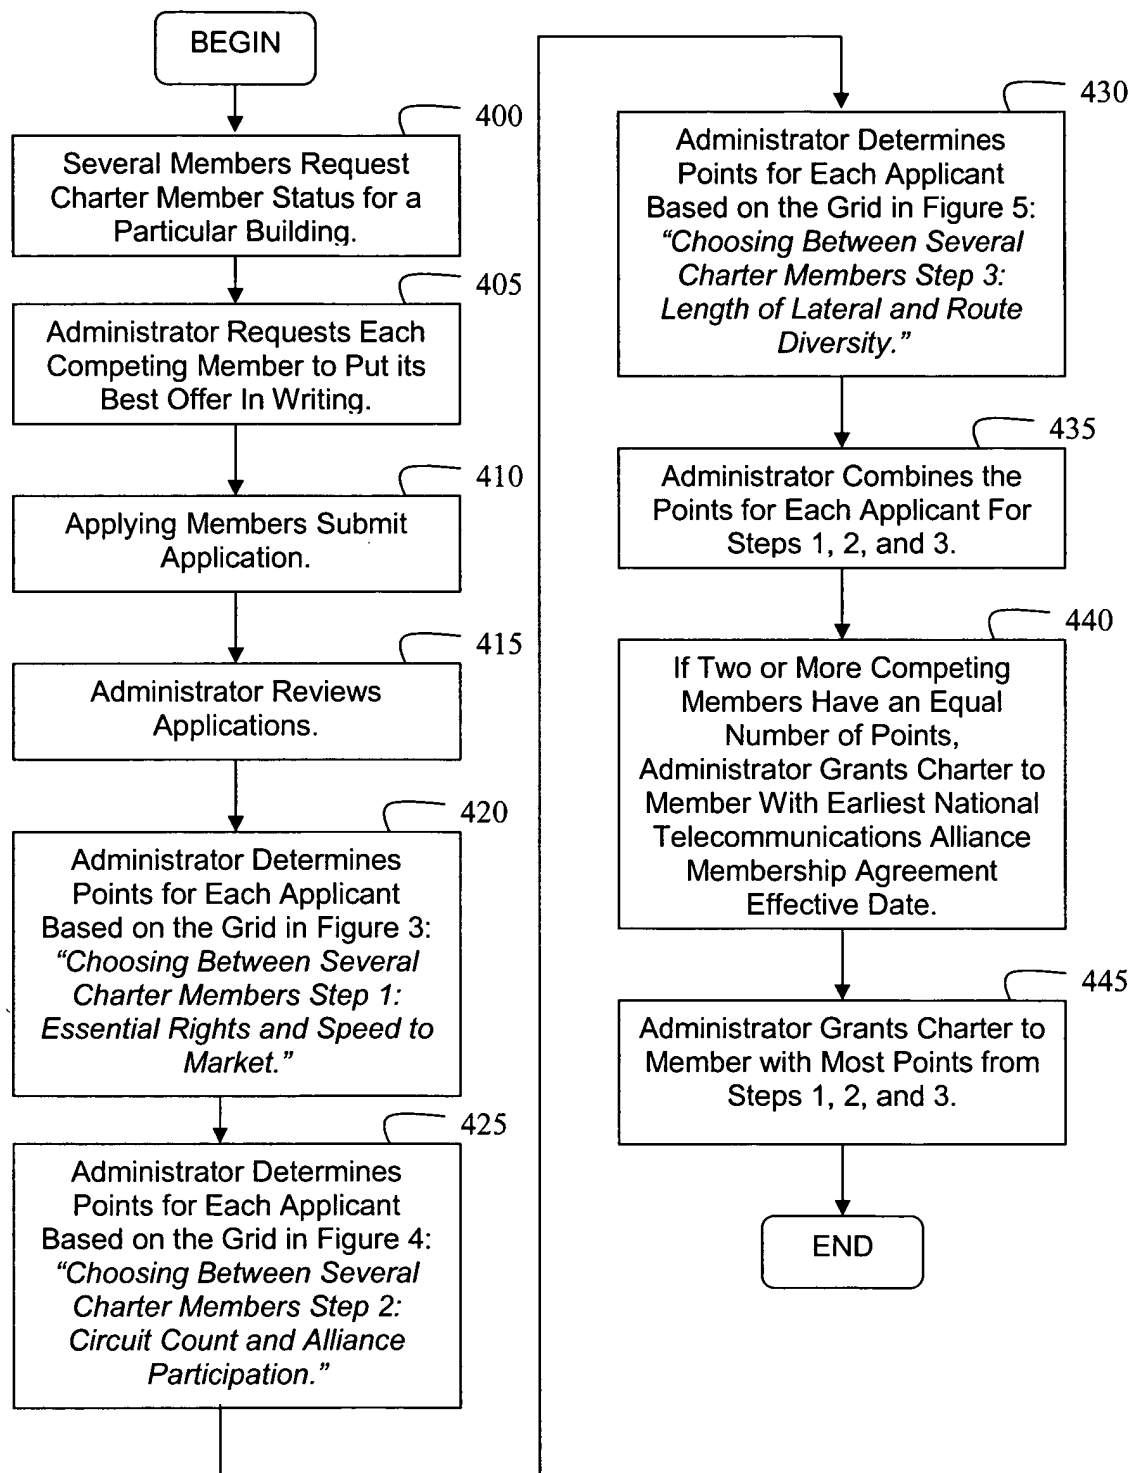 BEGIN
400
Several Members Request
Charter Member Status for a
Particular Building.
405
Administrator Requests Each
Competing Member to Put its
Best Offer In Writing.
410
Applying Members Submit
Application.
415
Administrator Reviews
Applications.
420
Administrator Determines
Points for Each Applicant
Based on the Grid in Figure 3:
“Choosing Between Several
Charter Members Step 1:
Essential Rights and Speed to
Market.”
425
Administrator Determines
Points for Each Applicant
Based on the Grid in Figure 4:
“Choosing Between Several
Charter Members Step 2:
Circuit Count and Alliance
Participation.”
430
Administrator Determines
Points for Each Applicant
Based on the Grid in Figure 5:
“Choosing Between Several
Charter Members Step 3:
Length of Lateral and Route
Diversity.”
435
Administrator Combines the
Points for Each Applicant For
Steps 1, 2, and 3.
440
If Two or More Competing
Members Have an Equal
Number of Points,
Administrator Grants Charter to
Member With Earliest National
Telecommunications Alliance
Membership Agreement
Effective Date.
445
Administrator Grants Charter to
Member with Most Points from
Steps 1, 2, and 3.
END